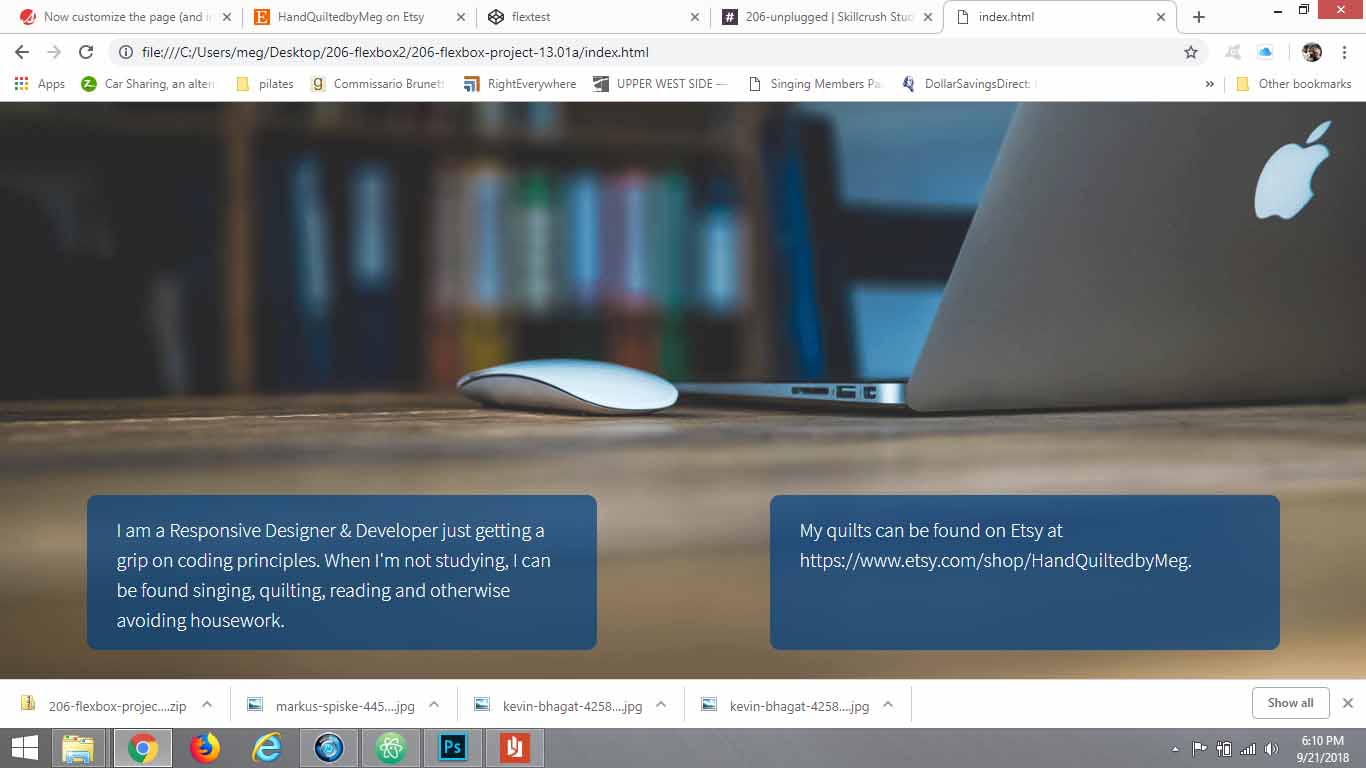 Now customize the page (and i
HandQuiltedbyMeg on Etsy
flextest
206-unplugged | Skillcrush Stud
index.html
file:///C:/Users/meg/Desktop/206-flexbox2/206-flexbox-project-13.01a/index.html
Apps
Car Sharing, an altern
pilates
Commissario Brunett
RightEverywhere
UPPER WEST SIDE —
Singing Members Pa
DollarSavingsDirect:
Other bookmarks
I am a Responsive Designer & Developer just getting a
grip on coding principles. When I'm not studying, I can
be found singing, quilting, reading and otherwise
avoiding housework.
My quilts can be found on Etsy at
https://www.etsy.com/shop/HandQuiltedbyMeg.
206-flexbox-projec....zip
markus-spiske-445....jpg
kevin-bhagat-4258....jpg
kevin-bhagat-4258....jpg
Show all
Ps
6:10 PM
9/21/2018